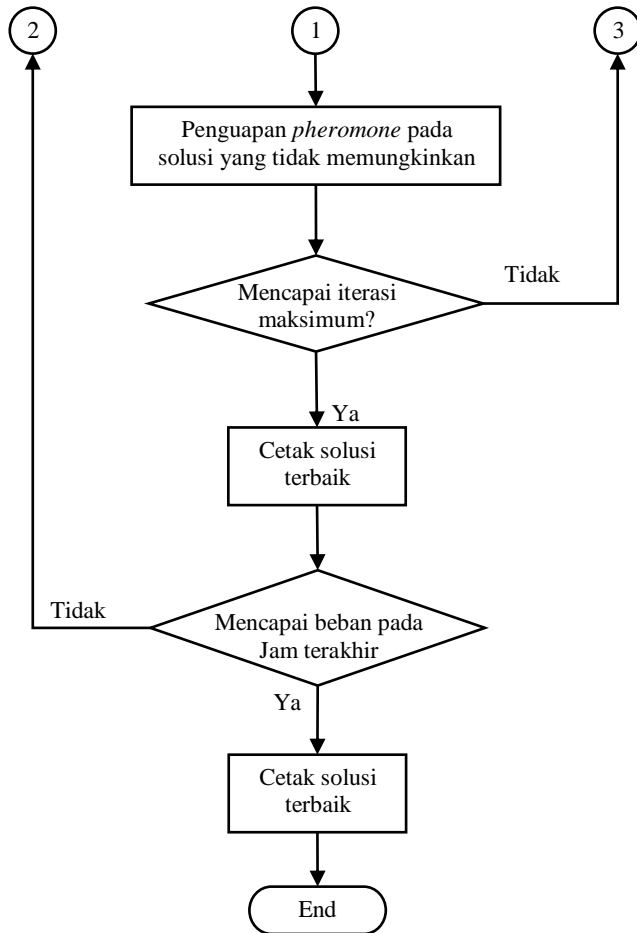 2
1
3
Penguapan pheromone pada
solusi yang tidak memungkinkan
Tidak
Mencapai iterasi
maksimum?
Ya
Cetak solusi
terbaik
Tidak
Mencapai beban pada
Jam terakhir
Ya
Cetak solusi
terbaik
End